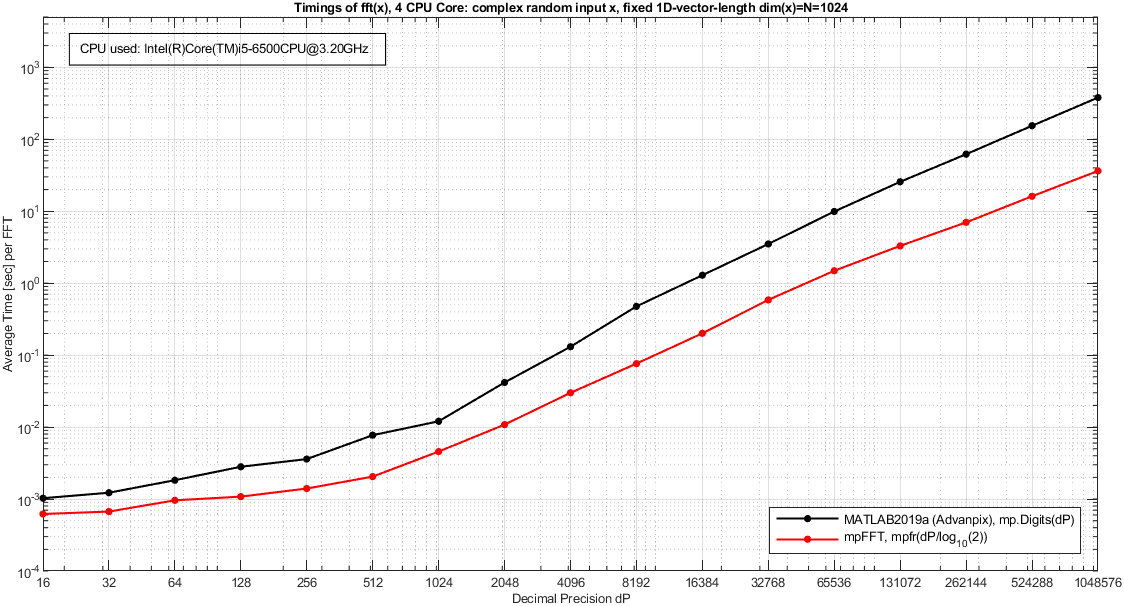 Timings of fft(x), 4 CPU Core: complex random input x, fixed 1D-vector-length dim(x)=N=1024
CPU used: Intel(R)Core(TM)i5-6500CPU@3.20GHz
10^3
10^2
10^1
10^0
10^-1
10^-2
10^-3
10^-4
Average Time [sec] per FFT
MATLAB2019a (Advanpix), mp.Digits(dP)
mpFFT, mpfr(dP/log_10(2))
16 32 64 128 256 512 1024 2048 4096 8192 16384 32768 65536 131072 262144 524288 1048576
Decimal Precision dP